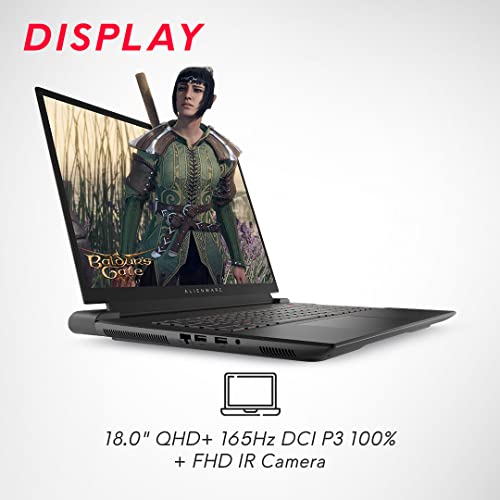 DISPLAY
Baldur's
Gate
ALIENWARE
18.0" QHD+ 165Hz DCI P3 100%
+ FHD IR Camera